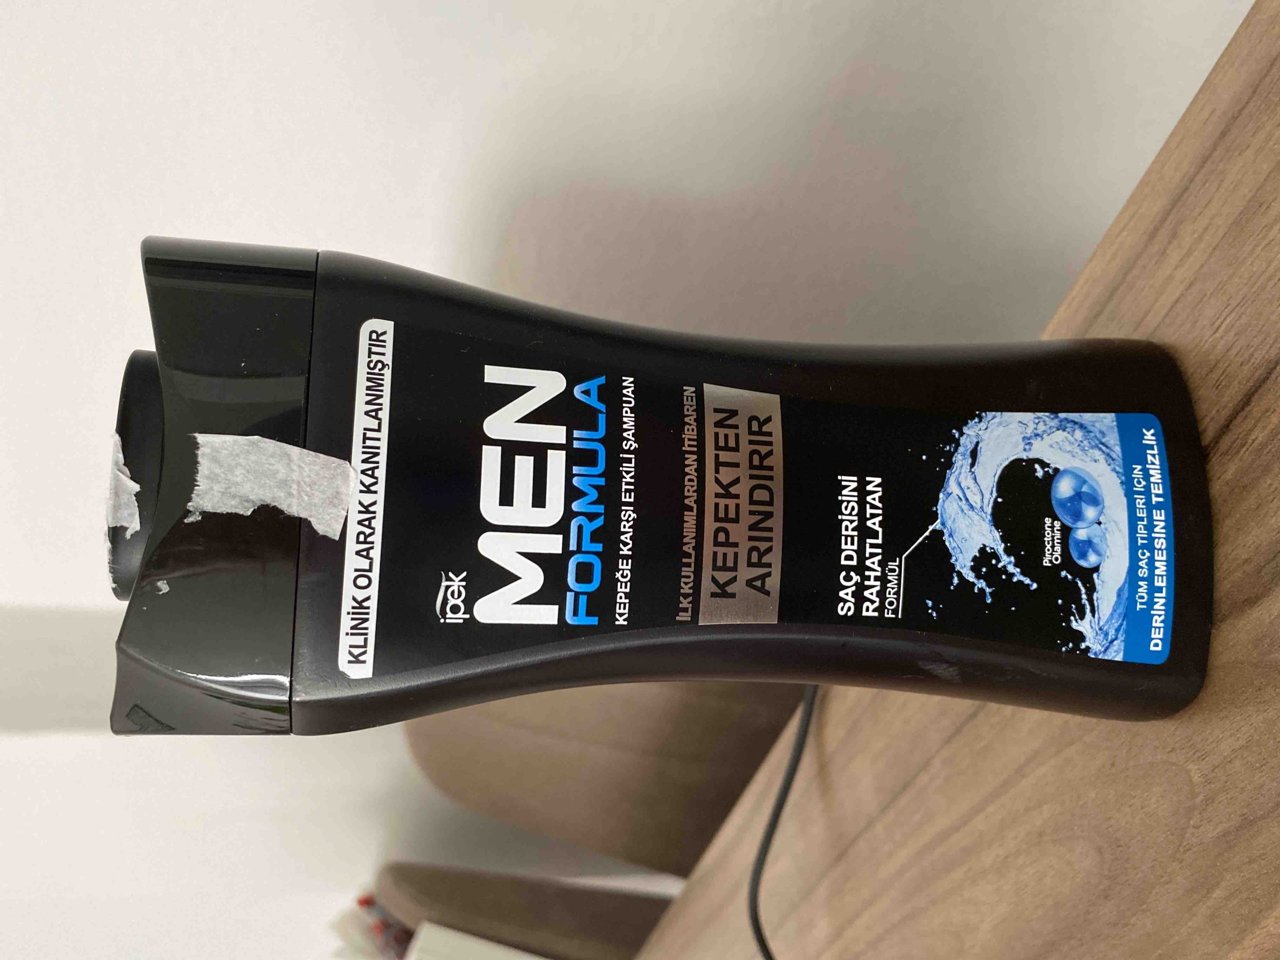 KLİNİK OLARAK KANITLANMIŞTIR
ipek
MEN
FORMULA
KEPEĞE KARŞI ETKİLİ ŞAMPUAN
İLK KULLANIMLARDAN İTİBAREN
KEPEKTEN
ARINDIRIR
SAÇ DERİSİNİ
RAHATLATAN
FORMÜL
Piroctone
Olamine
TÜM SAÇ TİPLERİ İÇİN
DERİNLEMESİNE TEMİZLİK